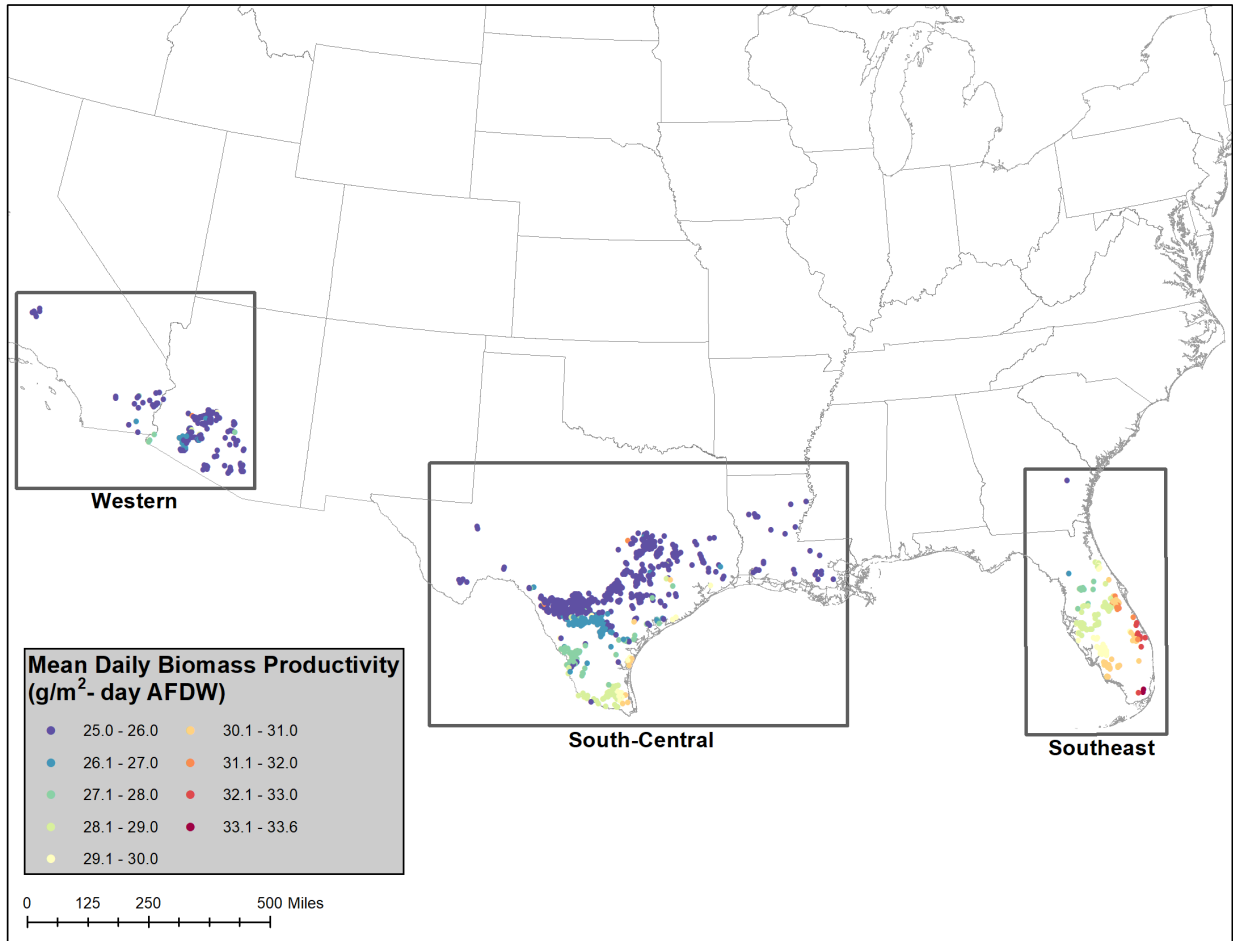 Western
South-Central
Southeast
Mean Daily Biomass Productivity
(g/m²- day AFDW)
25.0 - 26.0
30.1 - 31.0
26.1 - 27.0
31.1 - 32.0
27.1 - 28.0
32.1 - 33.0
28.1 - 29.0
33.1 - 33.6
29.1 - 30.0
0 125 250 500 Miles